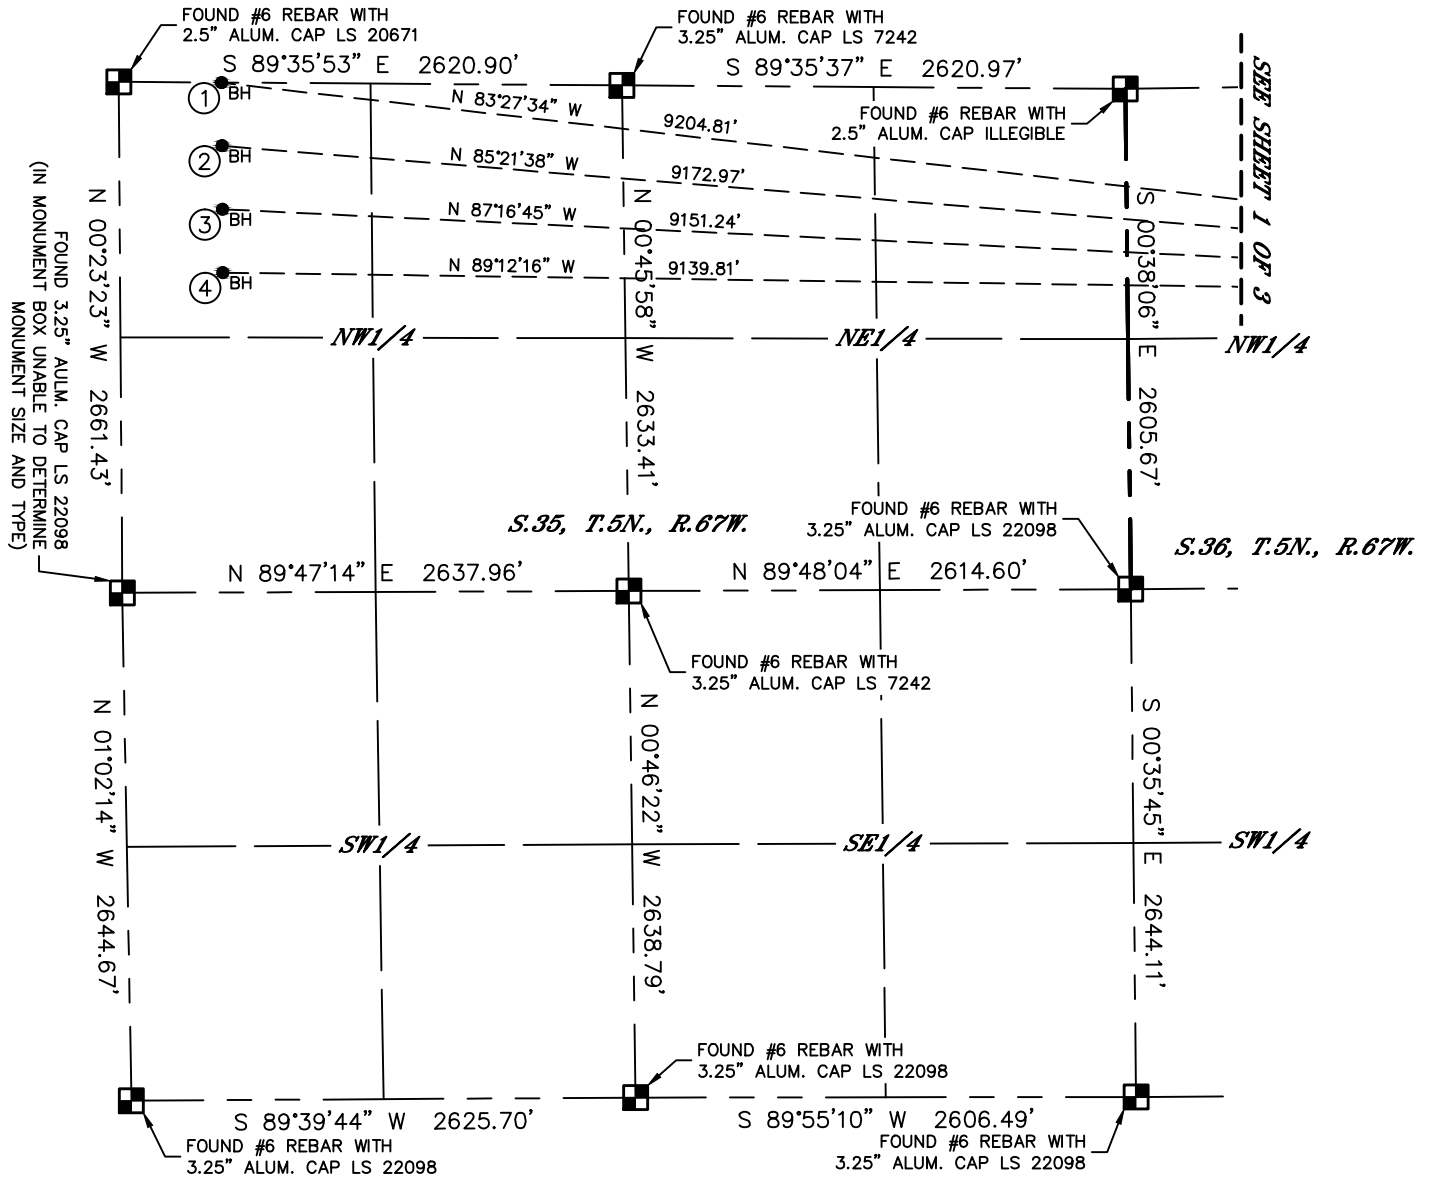 FOUND #6 REBAR WITH
2.5" ALUM. CAP LS 20671
FOUND #6 REBAR WITH
3.25" ALUM. CAP LS 7242
S 89°35'53" E 2620.90'
S 89°35'37" E 2620.97'
SEE SHEET 1 OF 3
FOUND #6 REBAR WITH
2.5" ALUM. CAP ILLEGIBLE
1 BH
N 83°27'34" W 9204.81'
2 BH
N 85°21'38" W 9172.97'
3 BH
N 87°16'45" W 9151.24'
4 BH
N 89°12'16" W 9139.81'
N 00°23'23" W 2661.43'
N 00°45'58" W 2633.41'
S 00°38'06" E 2605.67'
FOUND 3.25" AULM. CAP LS 22098
(IN MONUMENT BOX UNABLE TO DETERMINE
MONUMENT SIZE AND TYPE)
NW1/4
NE1/4
NW1/4
S.35, T.5N., R.67W.
FOUND #6 REBAR WITH
3.25" ALUM. CAP LS 22098
S.36, T.5N., R.67W.
N 89°47'14" E 2637.96'
N 89°48'04" E 2614.60'
FOUND #6 REBAR WITH
3.25" ALUM. CAP LS 7242
N 01°02'14" W 2644.67'
N 00°46'22" W 2638.79'
S 00°35'45" E 2644.11'
SW1/4
SE1/4
SW1/4
FOUND #6 REBAR WITH
3.25" ALUM. CAP LS 22098
S 89°39'44" W 2625.70'
S 89°55'10" W 2606.49'
FOUND #6 REBAR WITH
3.25" ALUM. CAP LS 22098
FOUND #6 REBAR WITH
3.25" ALUM. CAP LS 22098